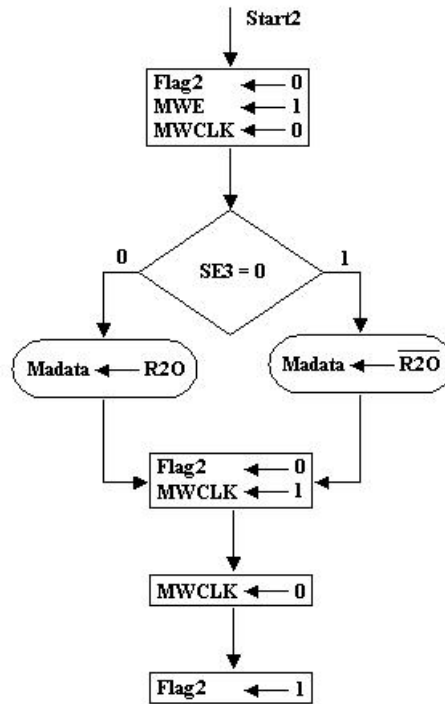 Start2
Flag2 ← 0
MWE ← 1
MWCLK ← 0
SE3 = 0
0
1
Madata ← R2O
Madata ← R̅2̅O̅
Flag2 ← 0
MWCLK ← 1
MWCLK ← 0
Flag2 ← 1